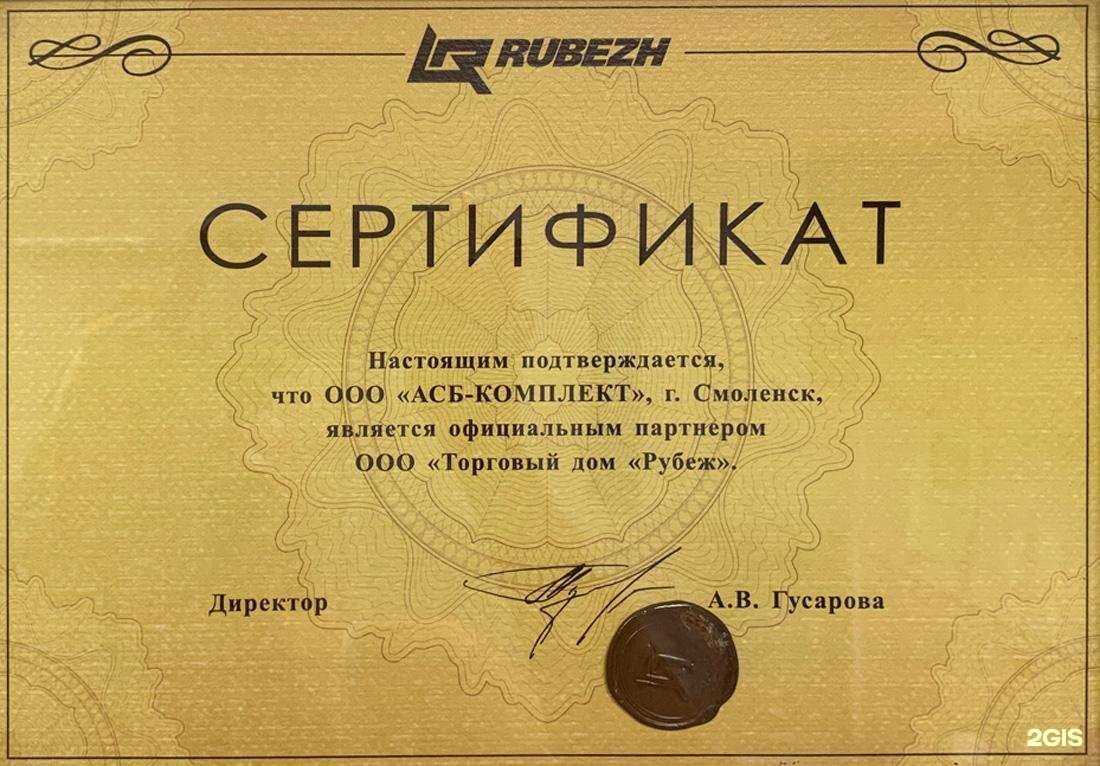 RUBEZH
СЕРТИФИКАТ
Настоящим подтверждается,
что ООО «АСБ-КОМПЛЕКТ», г. Смоленск,
является официальным партнером
ООО «Торговый дом «Рубеж».
Директор
А.В. Гусарова
2GIS